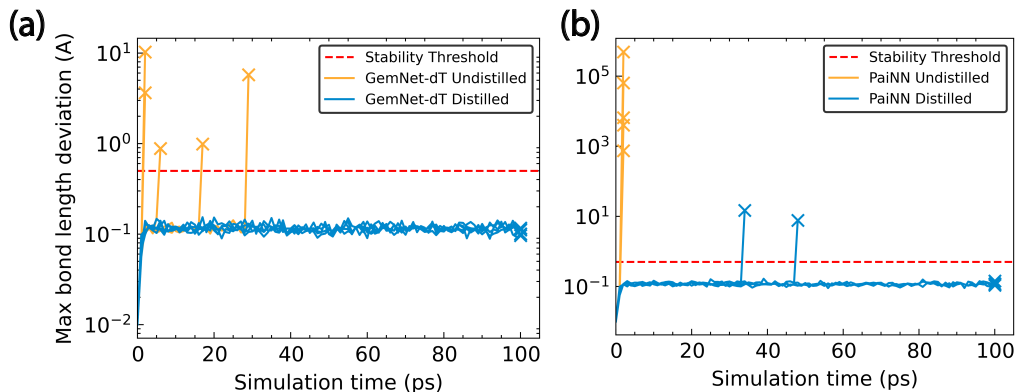 (a)
Max bond length deviation (A)
10¹
10⁰
10⁻¹
10⁻²
Stability Threshold
GemNet-dT Undistilled
GemNet-dT Distilled
0 20 40 60 80 100
Simulation time (ps)
(b)
10⁵
10³
10¹
10⁻¹
Stability Threshold
PaiNN Undistilled
PaiNN Distilled
0 20 40 60 80 100
Simulation time (ps)